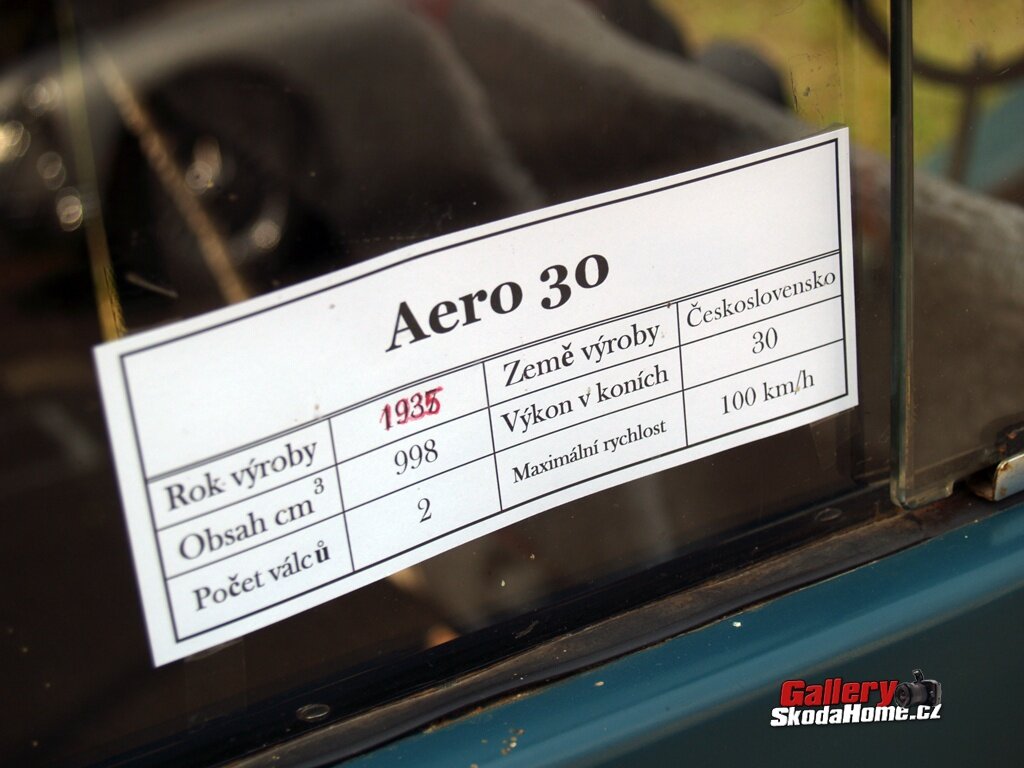 Aero 30
Rok výroby 1935 Země výroby Československo
Obsah cm³ 998 Výkon v koních 30
Počet válců 2 Maximální rychlost 100 km/h
Gallery
SkodaHome.cz